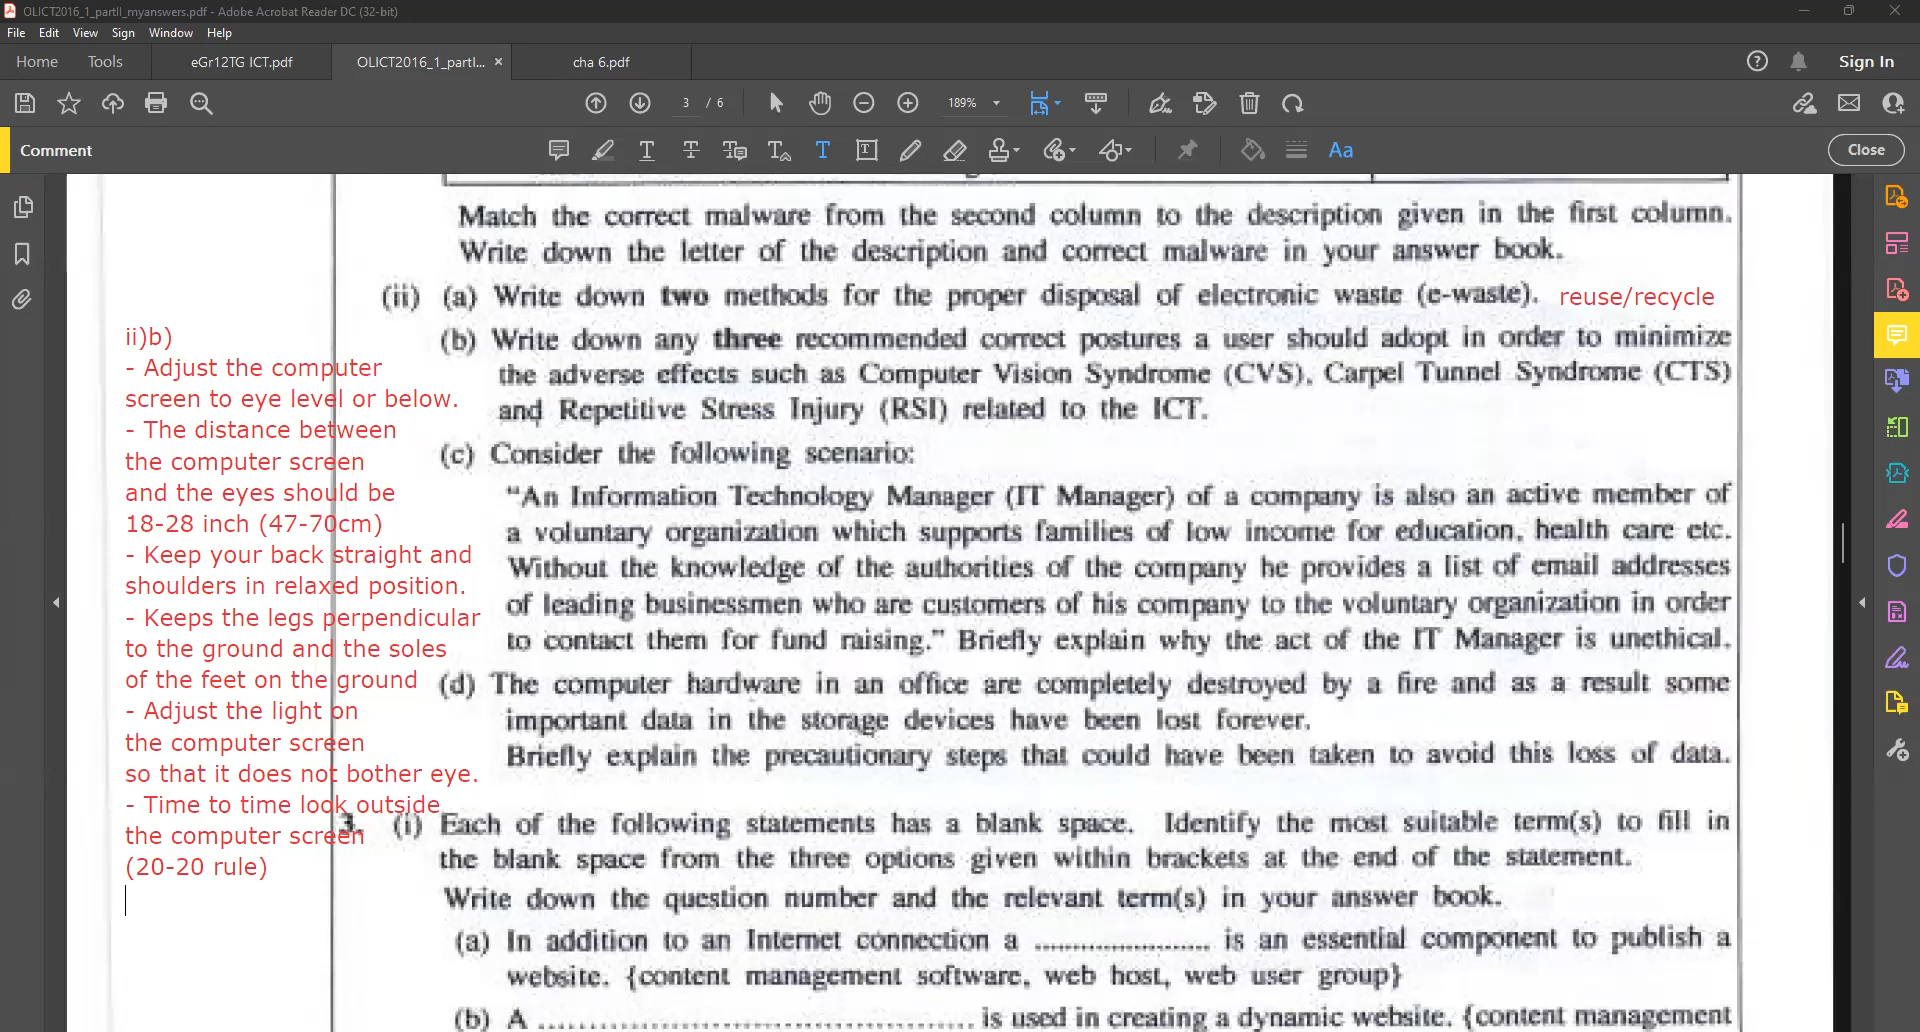 OLICT2016_1_partII_myanswers.pdf - Adobe Acrobat Reader DC (32-bit)
File Edit View Sign Window Help
Home Tools eGr12TG ICT.pdf OLICT2016_1_partI... × cha 6.pdf Sign In
3 / 6 189%
Comment Aa Close
Match the correct malware from the second column to the description given in the first column.
Write down the letter of the description and correct malware in your answer book.
(ii) (a) Write down two methods for the proper disposal of electronic waste (e-waste). reuse/recycle
(b) Write down any three recommended correct postures a user should adopt in order to minimize
the adverse effects such as Computer Vision Syndrome (CVS), Carpel Tunnel Syndrome (CTS)
and Repetitive Stress Injury (RSI) related to the ICT.
(c) Consider the following scenario:
"An Information Technology Manager (IT Manager) of a company is also an active member of
a voluntary organization which supports families of low income for education, health care etc.
Without the knowledge of the authorities of the company he provides a list of email addresses
of leading businessmen who are customers of his company to the voluntary organization in order
to contact them for fund raising." Briefly explain why the act of the IT Manager is unethical.
(d) The computer hardware in an office are completely destroyed by a fire and as a result some
important data in the storage devices have been lost forever.
Briefly explain the precautionary steps that could have been taken to avoid this loss of data.
ii)b)
- Adjust the computer
screen to eye level or below.
- The distance between
the computer screen
and the eyes should be
18-28 inch (47-70cm)
- Keep your back straight and
shoulders in relaxed position.
- Keeps the legs perpendicular
to the ground and the soles
of the feet on the ground
- Adjust the light on
the computer screen
so that it does not bother eye.
- Time to time look outside
the computer screen
(20-20 rule)
3. (i) Each of the following statements has a blank space. Identify the most suitable term(s) to fill in
the blank space from the three options given within brackets at the end of the statement.
Write down the question number and the relevant term(s) in your answer book.
(a) In addition to an Internet connection a ....................... is an essential component to publish a
website. {content management software, web host, web user group}
(b) A ........................................ is used in creating a dynamic website. {content management